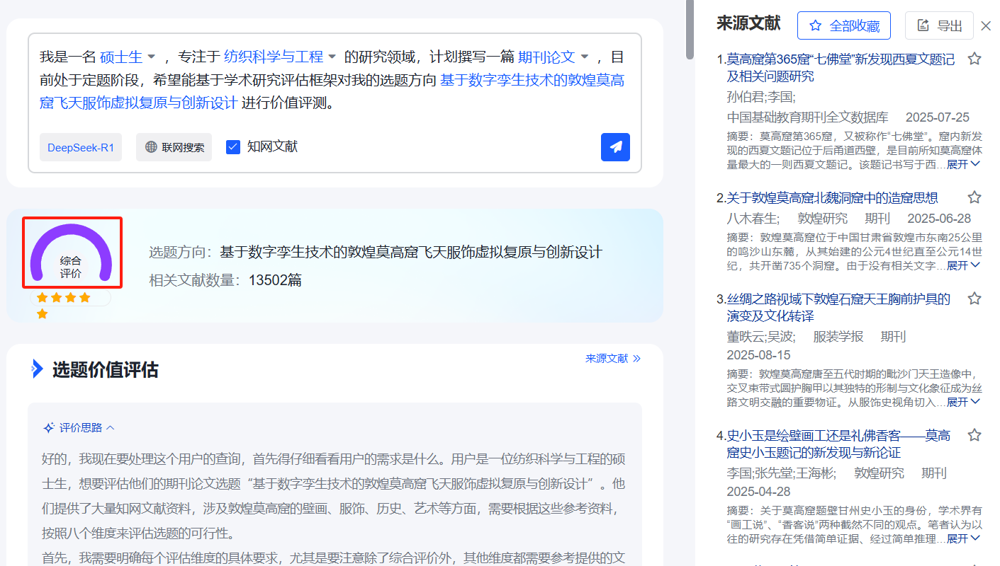 我是一名 硕士生 ，专注于 纺织科学与工程 的研究领域，计划撰写一篇 期刊论文 ，目
前处于定题阶段，希望能基于学术研究评估框架对我的选题方向 基于数字孪生技术的敦煌莫高
窟飞天服饰虚拟复原与创新设计 进行价值评测。
DeepSeek-R1 联网搜索 知网文献
综合
评价
选题方向：基于数字孪生技术的敦煌莫高窟飞天服饰虚拟复原与创新设计
相关文献数量：13502篇
选题价值评估
来源文献
评价思路
好的，我现在要处理这个用户的查询，首先得仔细看看用户的需求是什么。用户是一位纺织科学与工程的硕
士生，想要评估他们的期刊论文选题“基于数字孪生技术的敦煌莫高窟飞天服饰虚拟复原与创新设计”。他
们提供了大量知网文献资料，涉及敦煌莫高窟的壁画、服饰、历史、艺术等方面，需要根据这些参考资料，
按照八个维度来评估选题的可行性。
首先，我需要明确每个评估维度的具体要求，尤其是要注意除了综合评价外，其他维度都需要参考提供的文
来源文献 全部收藏 导出
1.莫高窟第365窟“七佛堂”新发现西夏文题记
及相关问题研究
孙伯君;李国;
中国基础教育期刊全文数据库 2025-07-25
摘要：莫高窟第365窟，又被称作“七佛堂”。窟内新发
现的西夏文题记位于后甬道西壁，是目前所知莫高窟体
量最大的一则西夏文题记。该题记书写于西...展开
2.关于敦煌莫高窟北魏洞窟中的造窟思想
八木春生; 敦煌研究 期刊 2025-06-28
摘要：敦煌莫高窟位于中国甘肃省敦煌市东南25公里
的鸣沙山东麓，从其始建的公元4世纪直至公元14世
纪，共开凿735个洞窟。由于没有相关文字...展开
3.丝绸之路视域下敦煌石窟天王胸前护具的
演变及文化转译
董昳云;吴波; 服装学报 期刊
2025-08-15
摘要：敦煌莫高窟唐至五代时期的毗沙门天王造像中，
交叉束带式圆护胸甲以其独特的形制与文化象征成为丝
路文明交融的重要物证。从服饰史视角切入...展开
4.史小玉是绘壁画工还是礼佛香客——莫高
窟史小玉题记的新发现与新论证
李国;张先堂;王海彬; 敦煌研究 期刊
2025-04-28
摘要：关于莫高窟题壁甘州史小玉的身份，学术界有
“画工说”、“香客说”两种截然不同的观点。笔者认为以
往的研究存在凭借简单证据、经过简单推理...展开